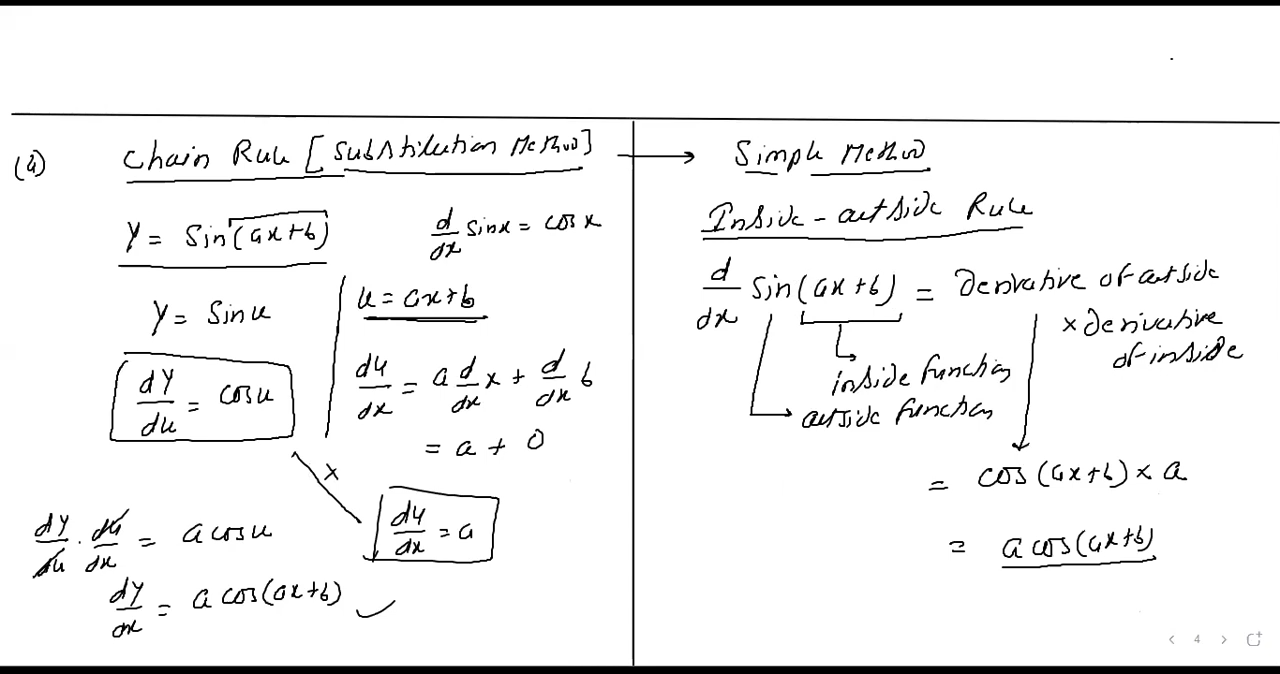 (4) Chain Rule [Substitution Method] → Simple Method
Y = Sin(ax+b)
d/dx Sinx = cosx
Y = Sinu
u = ax+b
dY/du = cosu
du/dx = a d/dx x + d/dx b
= a + 0
×
du/dx = a
dY/du · du/dx = a cosu
dY/dx = a cos(ax+b) ✓
Inside-outside Rule
d/dx Sin(ax+b) = derivative of outside
× derivative
of inside
inside function
outside function
= cos(ax+b) × a
= a cos(ax+b)
< 4 >